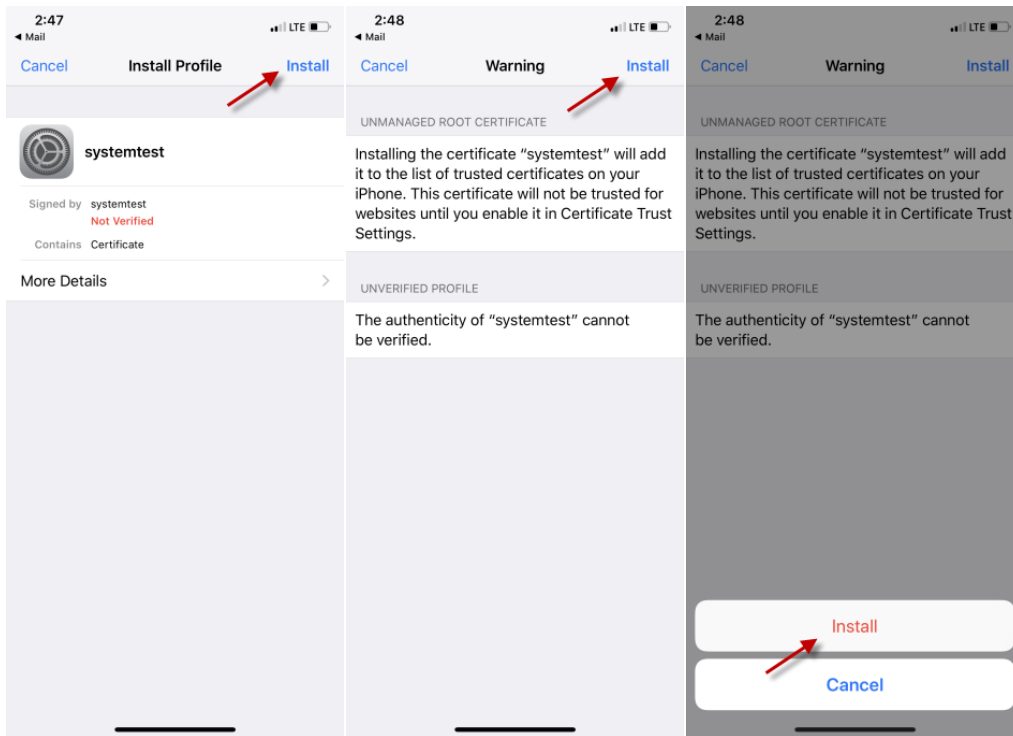 2:47
LTE
◀ Mail
Cancel
Install Profile
Install
systemtest
Signed by systemtest
Not Verified
Contains Certificate
More Details
2:48
LTE
◀ Mail
Cancel
Warning
Install
UNMANAGED ROOT CERTIFICATE
Installing the certificate “systemtest” will add
it to the list of trusted certificates on your
iPhone. This certificate will not be trusted for
websites until you enable it in Certificate Trust
Settings.
UNVERIFIED PROFILE
The authenticity of “systemtest” cannot
be verified.
2:48
LTE
◀ Mail
Cancel
Warning
Install
UNMANAGED ROOT CERTIFICATE
Installing the certificate “systemtest” will add
it to the list of trusted certificates on your
iPhone. This certificate will not be trusted for
websites until you enable it in Certificate Trust
Settings.
UNVERIFIED PROFILE
The authenticity of “systemtest” cannot
be verified.
Install
Cancel